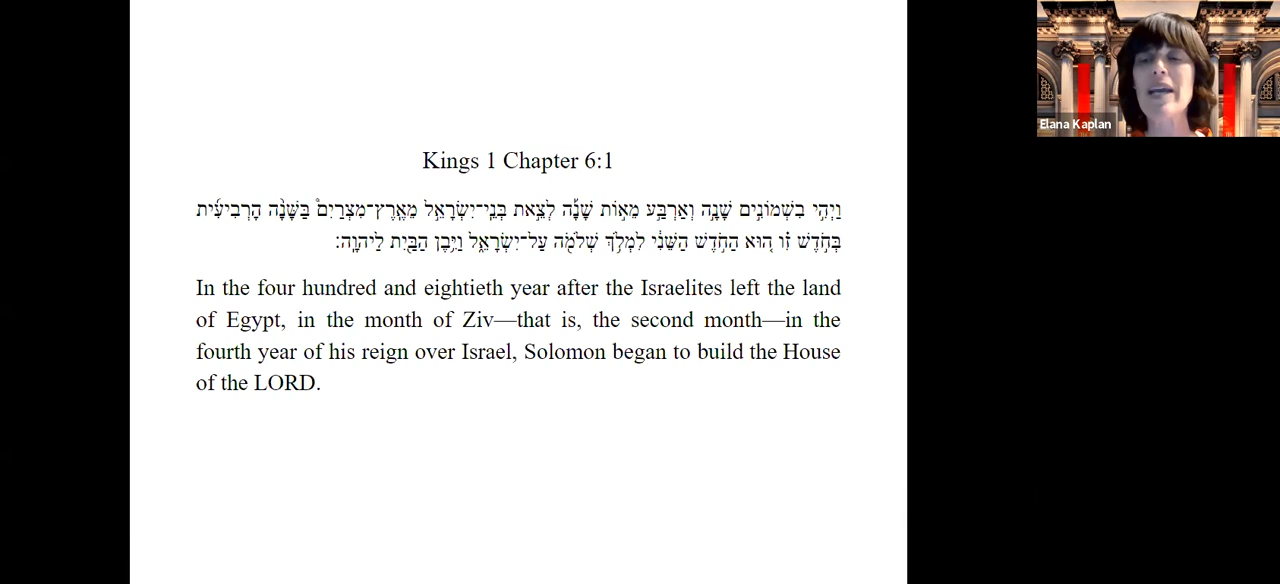 Kings 1 Chapter 6:1
וַיְהִ֣י בִשְׁמוֹנִ֣ים שָׁנָ֣ה וְאַרְבַּ֣ע מֵא֣וֹת שָׁנָ֡ה לְצֵ֣את בְּנֵֽי־יִשְׂרָאֵ֣ל מֵאֶֽרֶץ־מִצְרַיִם֩ בַּשָּׁנָ֨ה הָרְבִיעִ֜ית
בְּחֹ֣דֶשׁ זִ֗ו ה֚וּא הַחֹ֣דֶשׁ הַשֵּׁנִ֔י לִמְלֹ֥ךְ שְׁלֹמֹ֖ה עַל־יִשְׂרָאֵ֑ל וַיִּ֥בֶן הַבַּ֖יִת לַיהוָֽה׃
In the four hundred and eightieth year after the Israelites left the land
of Egypt, in the month of Ziv—that is, the second month—in the
fourth year of his reign over Israel, Solomon began to build the House
of the LORD.
Elana Kaplan